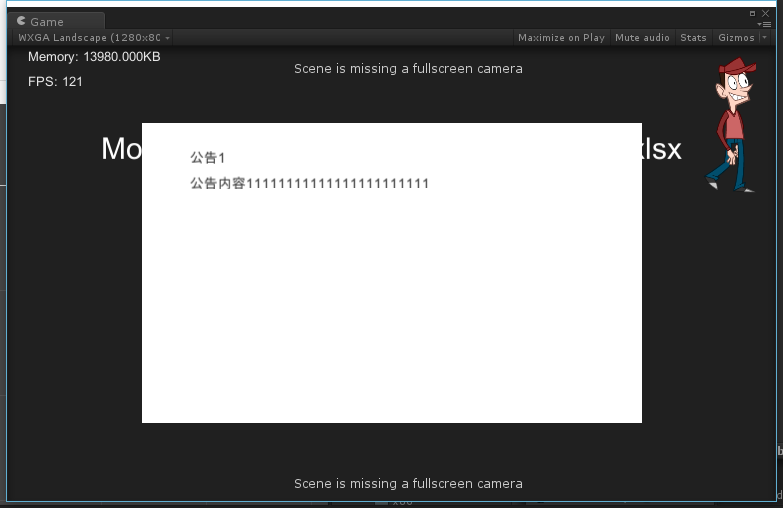 Game
WXGA Landscape (1280x80
Maximize on Play Mute audio Stats Gizmos
Memory: 13980.000KB
Scene is missing a fullscreen camera
FPS: 121
Mo
xlsx
公告1
公告内容11111111111111111111111
Scene is missing a fullscreen camera